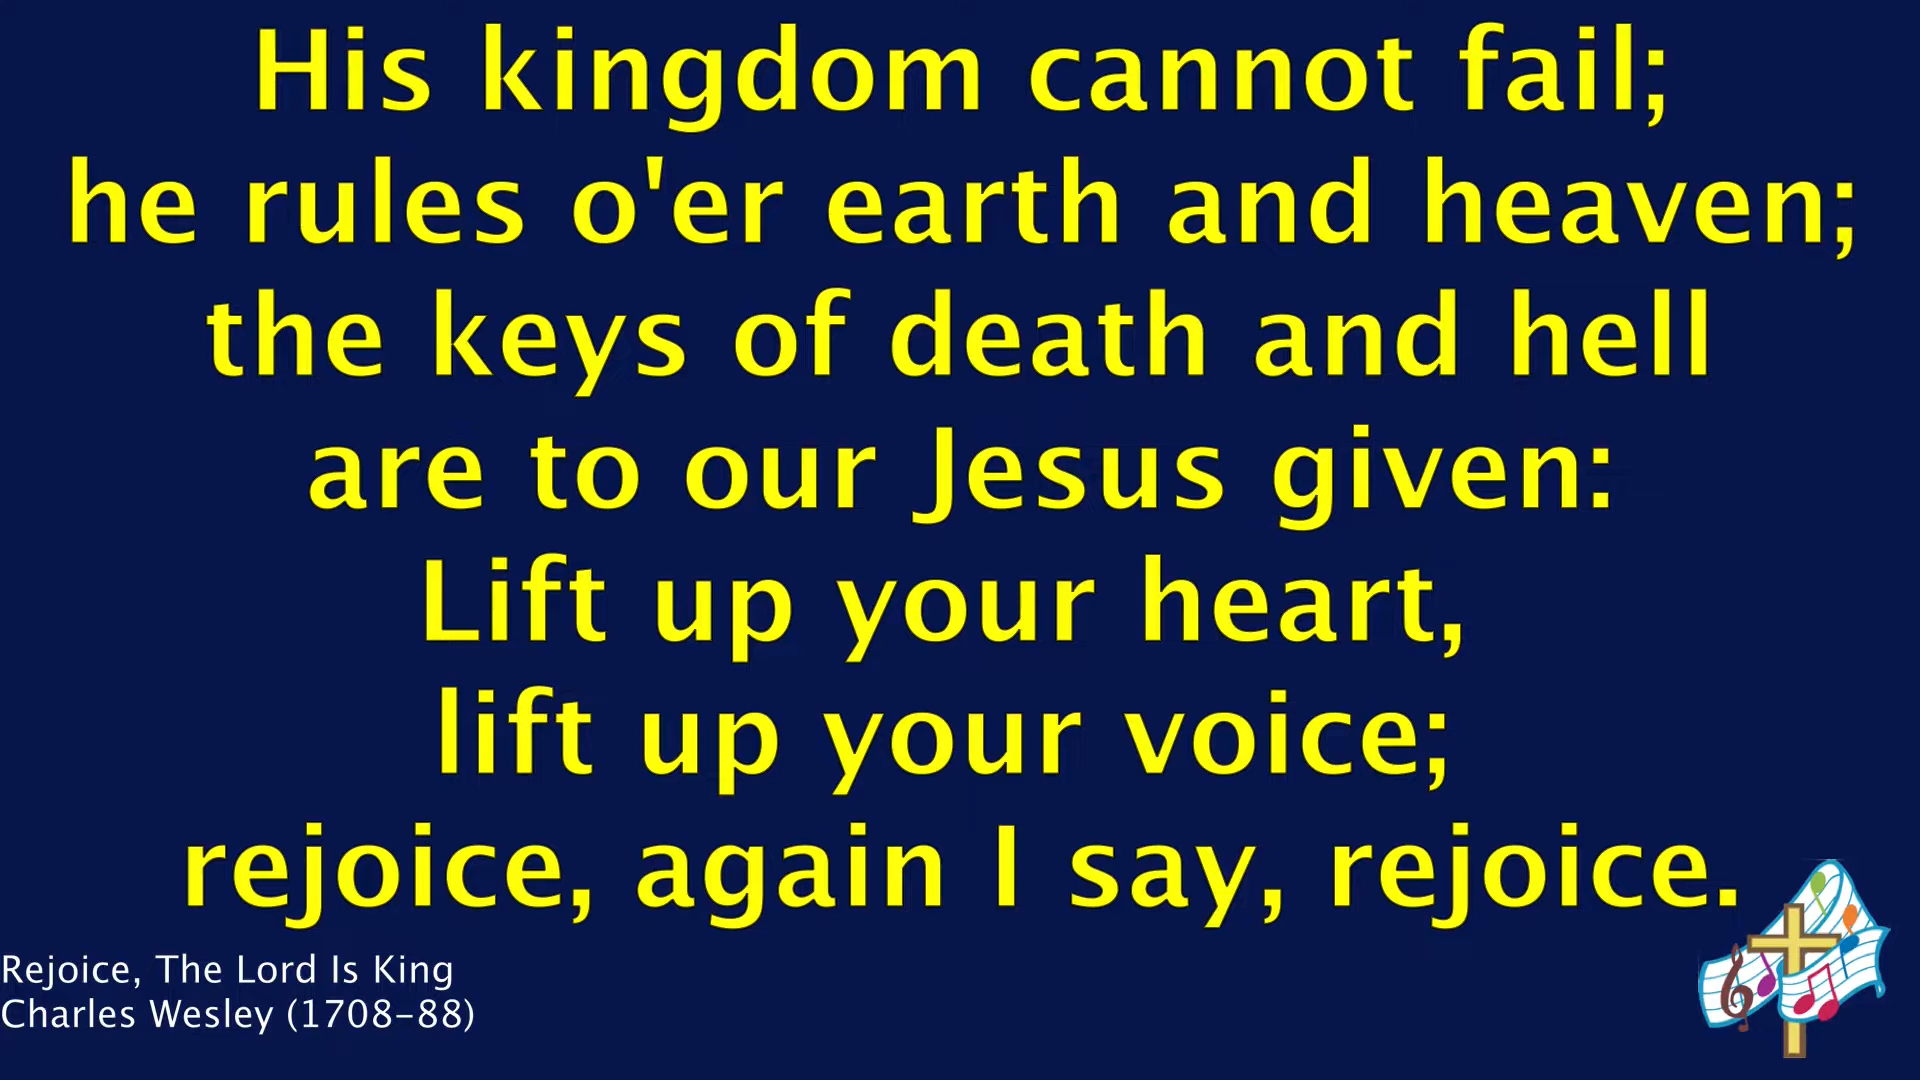 His kingdom cannot fail;
he rules o'er earth and heaven;
the keys of death and hell
are to our Jesus given:
Lift up your heart,
lift up your voice;
rejoice, again I say, rejoice.
Rejoice, The Lord Is King
Charles Wesley (1708–88)